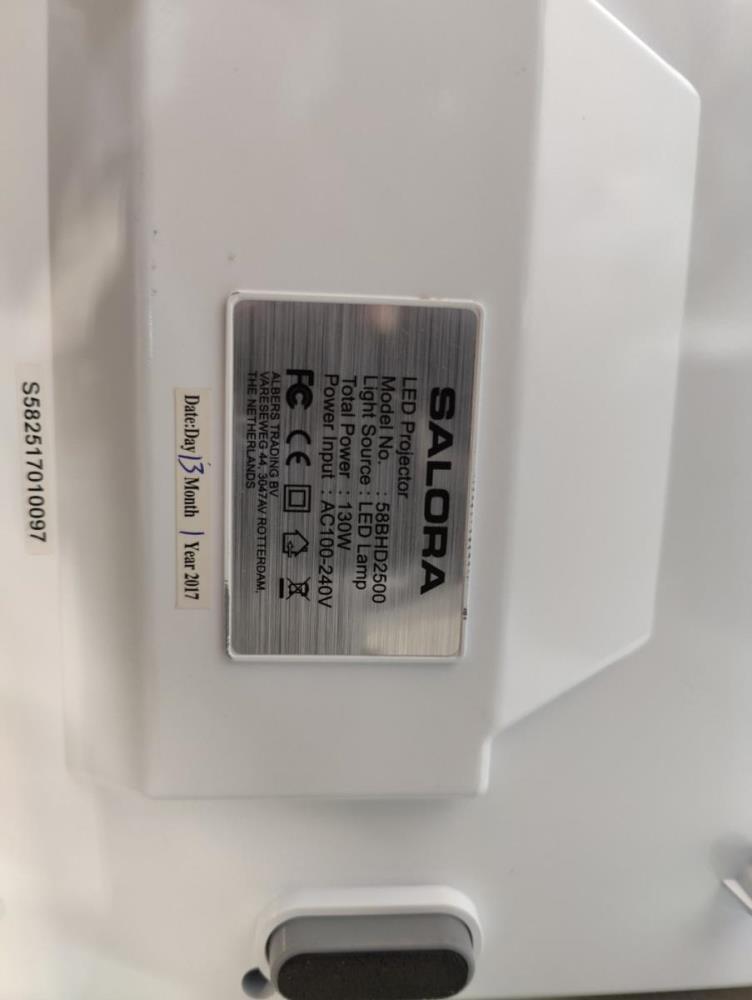 SALORA
LED Projector
Model No. : 58BHD2500
Light Source : LED Lamp
Total Power : 130W
Power Input : AC100-240V
FC CE
ALBERS TRADING BV
VARESEWEG 44, 3047AV ROTTERDAM,
THE NETHERLANDS
Date:Day 13 Month 1 Year 2017
S582517010097